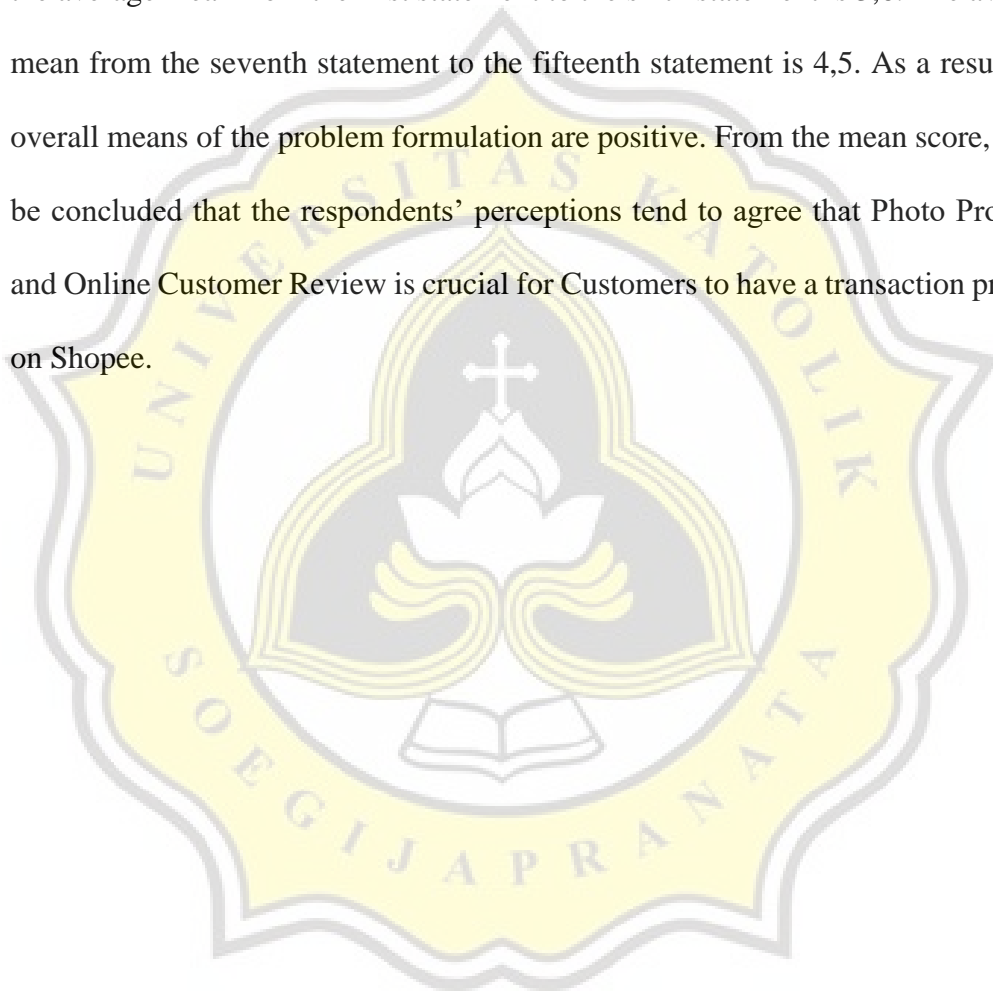 mean from the seventh statement to the fifteenth statement is 4,5. As a resu
overall means of the problem formulation are positive. From the mean score,
be concluded that the respondents' perceptions tend to agree that Photo Pro
and Online Customer Review is crucial for Customers to have a transaction pr
on Shopee.
UNIVERSITAS KATOLIK
SOEGIJAPRANATA